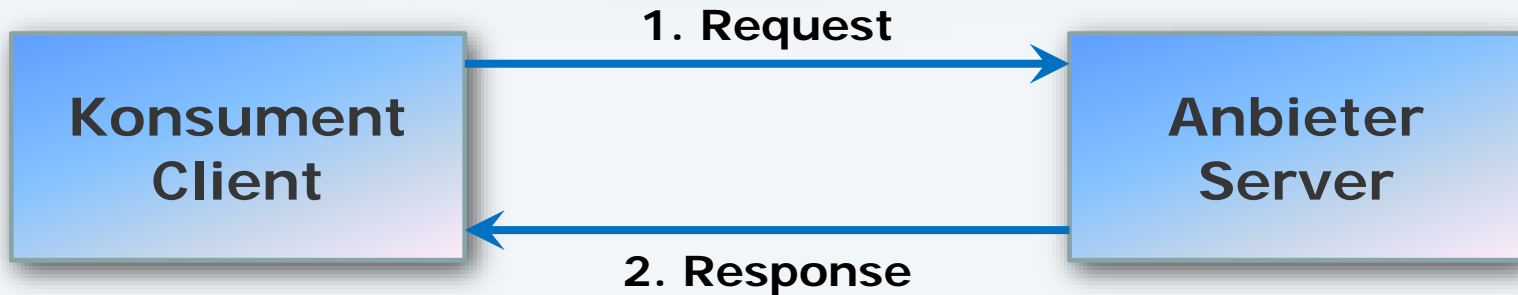 1. Request
Konsument
Client
Anbieter
Server
2. Response